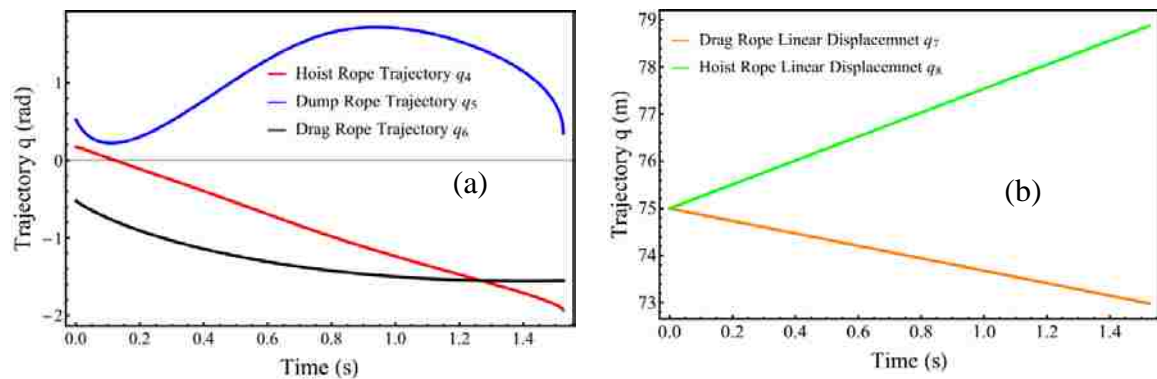 Trajectory q (rad)
1
0
−1
−2
Hoist Rope Trajectory q4
Dump Rope Trajectory q5
Drag Rope Trajectory q6
(a)
0.0 0.2 0.4 0.6 0.8 1.0 1.2 1.4
Time (s)
Trajectory q (m)
79
78
77
76
75
74
73
Drag Rope Linear Displacemnet q7
Hoist Rope Linear Displacemnet q8
(b)
0.0 0.2 0.4 0.6 0.8 1.0 1.2 1.4
Time (s)